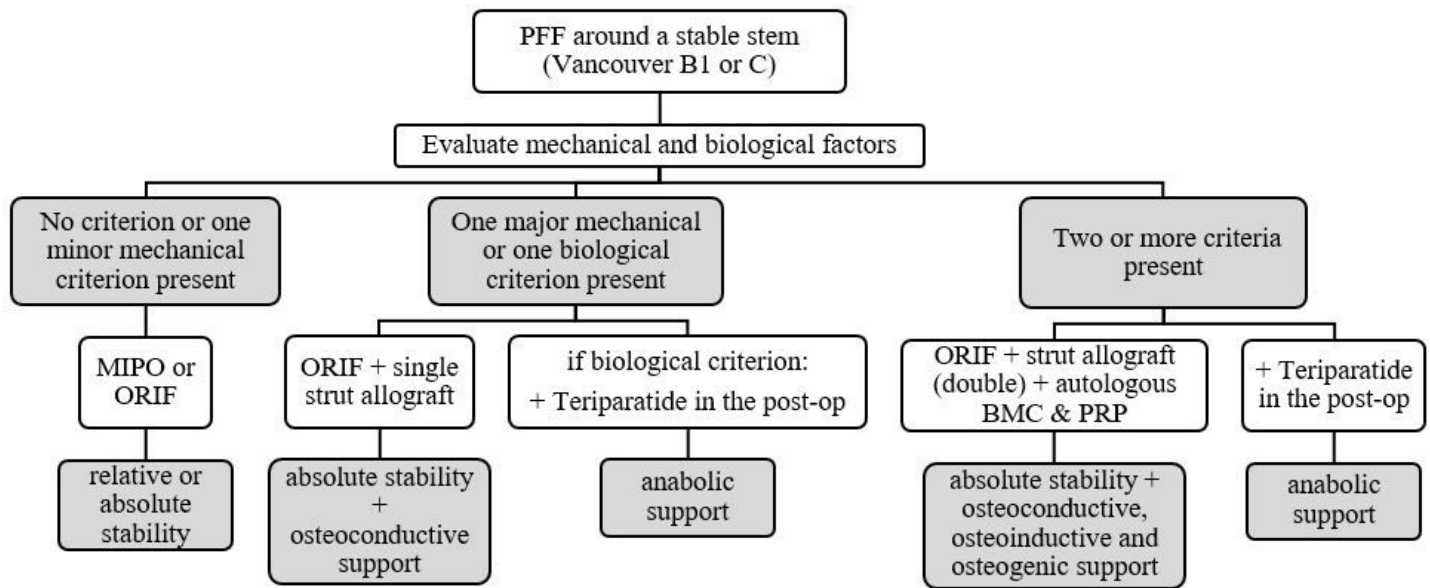 PFF around a stable stem
(Vancouver B1 or C)
Evaluate mechanical and biological factors
No criterion or one
minor mechanical
criterion present
One major mechanical
or one biological
criterion present
Two or more criteria
present
MIPO or
ORIF
ORIF + single
strut allograft
if biological criterion:
+ Teriparatide in the post-op
ORIF + strut allograft
(double) + autologous
BMC & PRP
+ Teriparatide
in the post-op
relative or
absolute
stability
absolute stability
+
osteoconductive
support
anabolic
support
absolute stability +
osteoconductive,
osteoinductive and
osteogenic support
anabolic
support